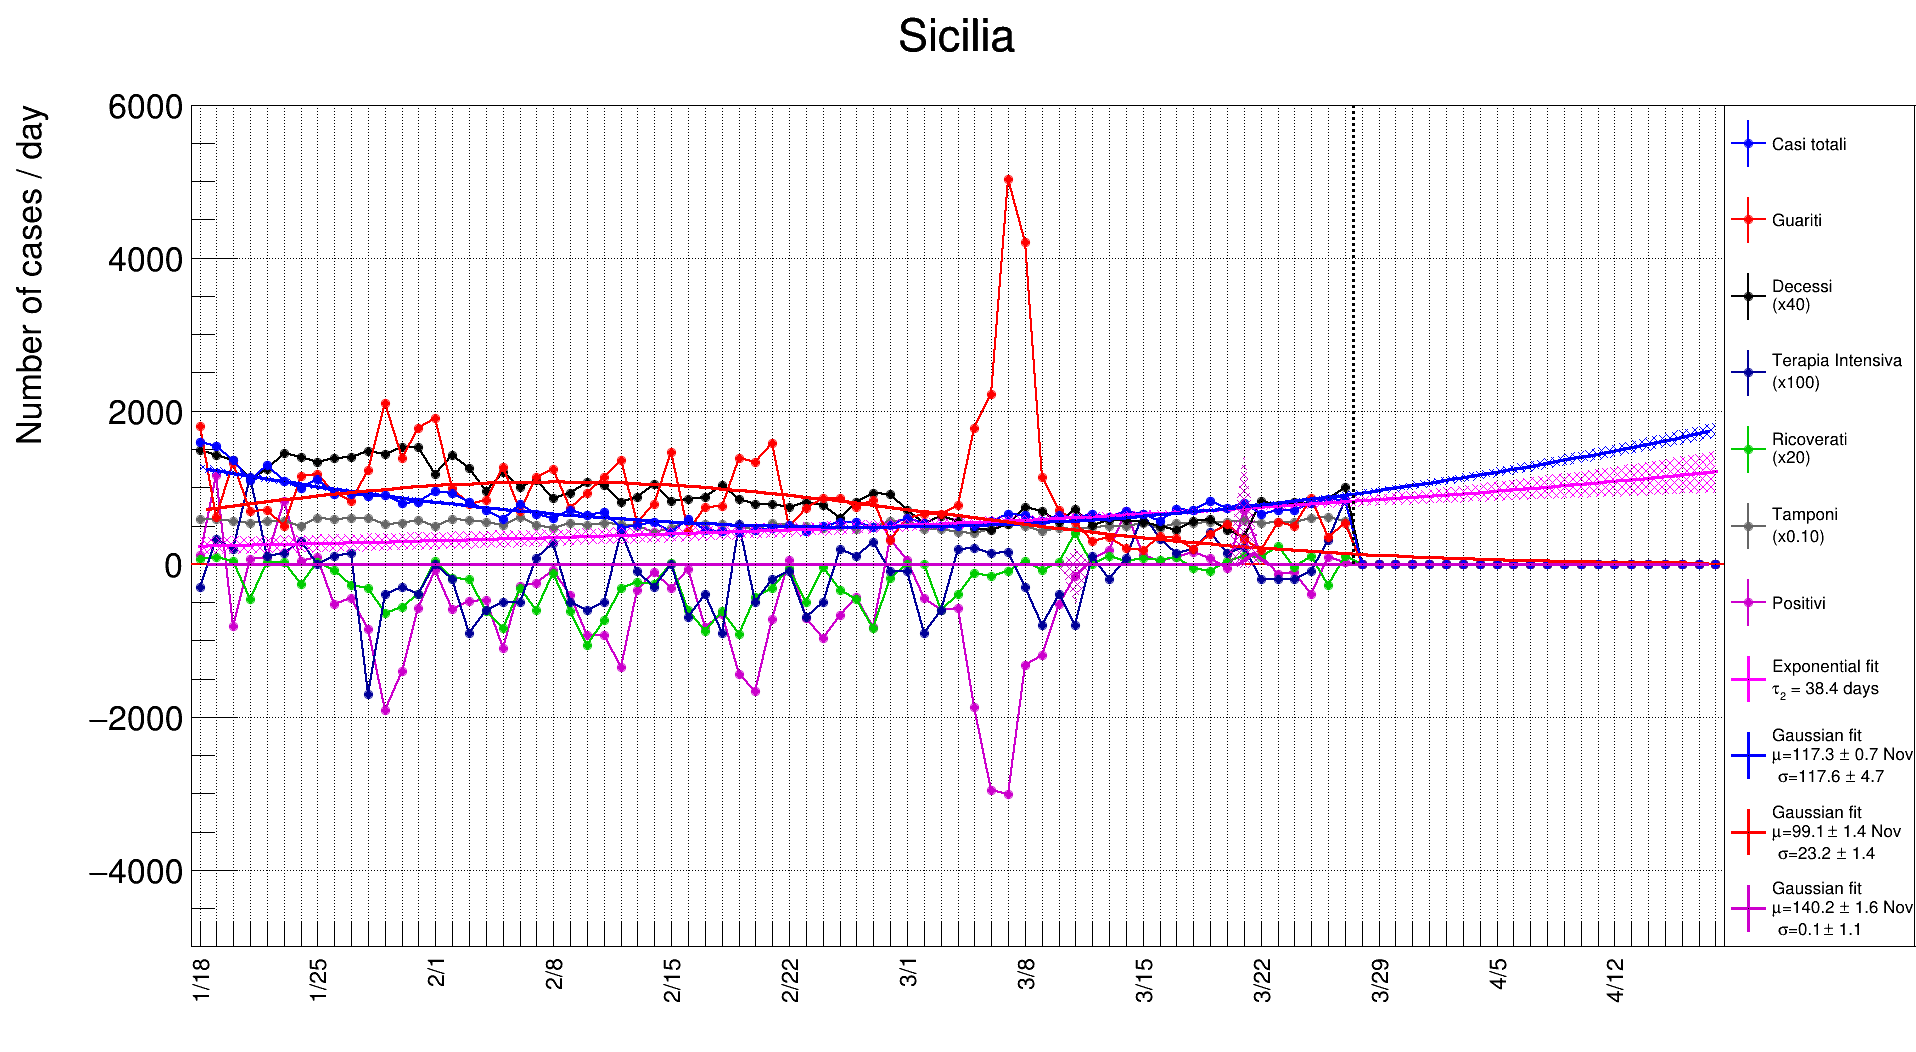 Sicilia
Number of cases / day
6000
4000
2000
0
−2000
−4000
1/18
1/25
2/1
2/8
2/15
2/22
3/1
3/8
3/15
3/22
3/29
4/5
4/12
Casi totali
Guariti
Decessi
(x40)
Terapia Intensiva
(x100)
Ricoverati
(x20)
Tamponi
(x0.10)
Positivi
Exponential fit
τ2 = 38.4 days
Gaussian fit
μ=117.3 ± 0.7 Nov
σ=117.6 ± 4.7
Gaussian fit
μ=99.1 ± 1.4 Nov
σ=23.2 ± 1.4
Gaussian fit
μ=140.2 ± 1.6 Nov
σ=0.1 ± 1.1